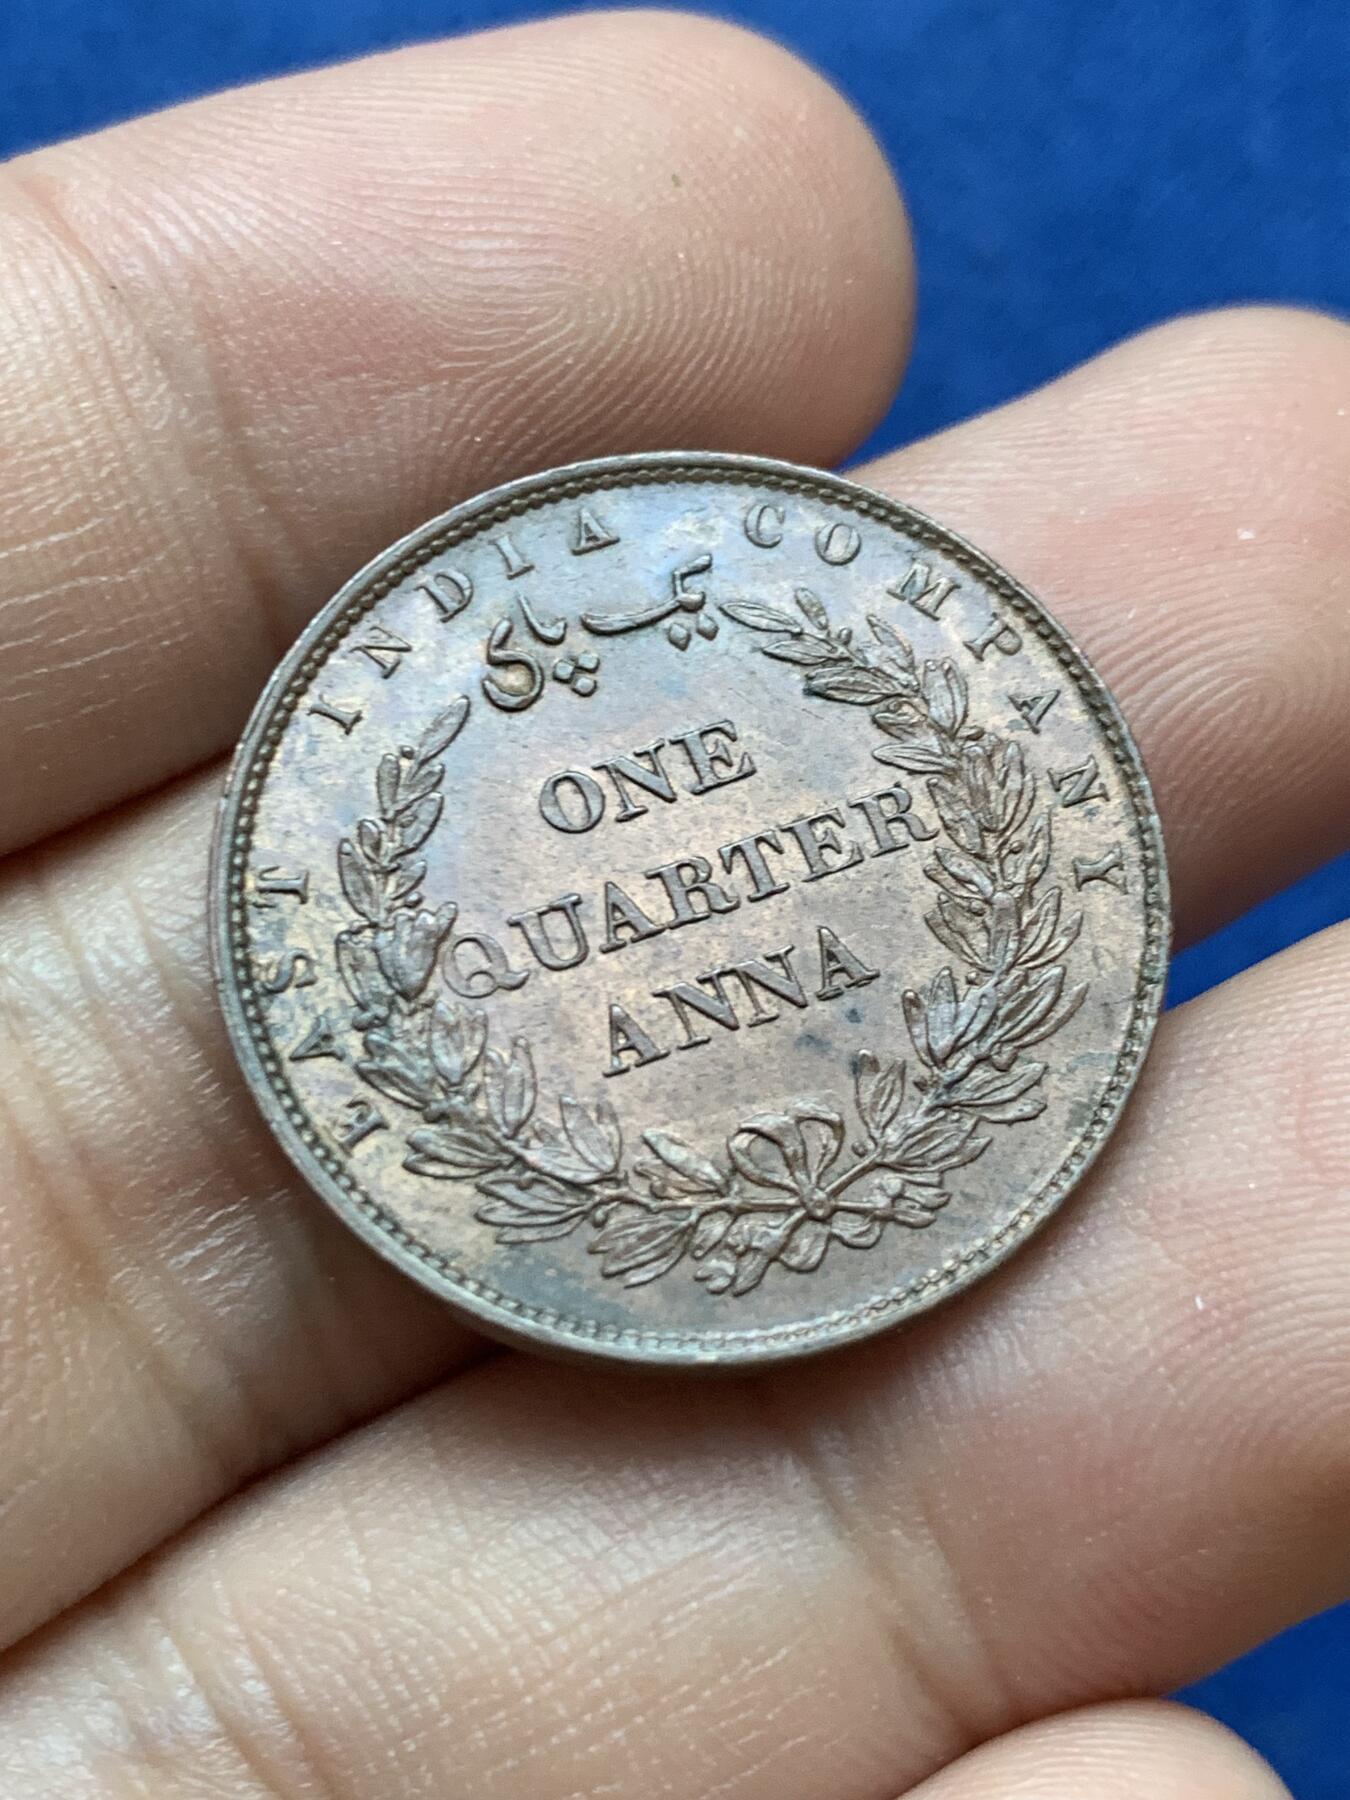 EAST INDIA COMPANY
یک پای
ONE
QUARTER
ANNA